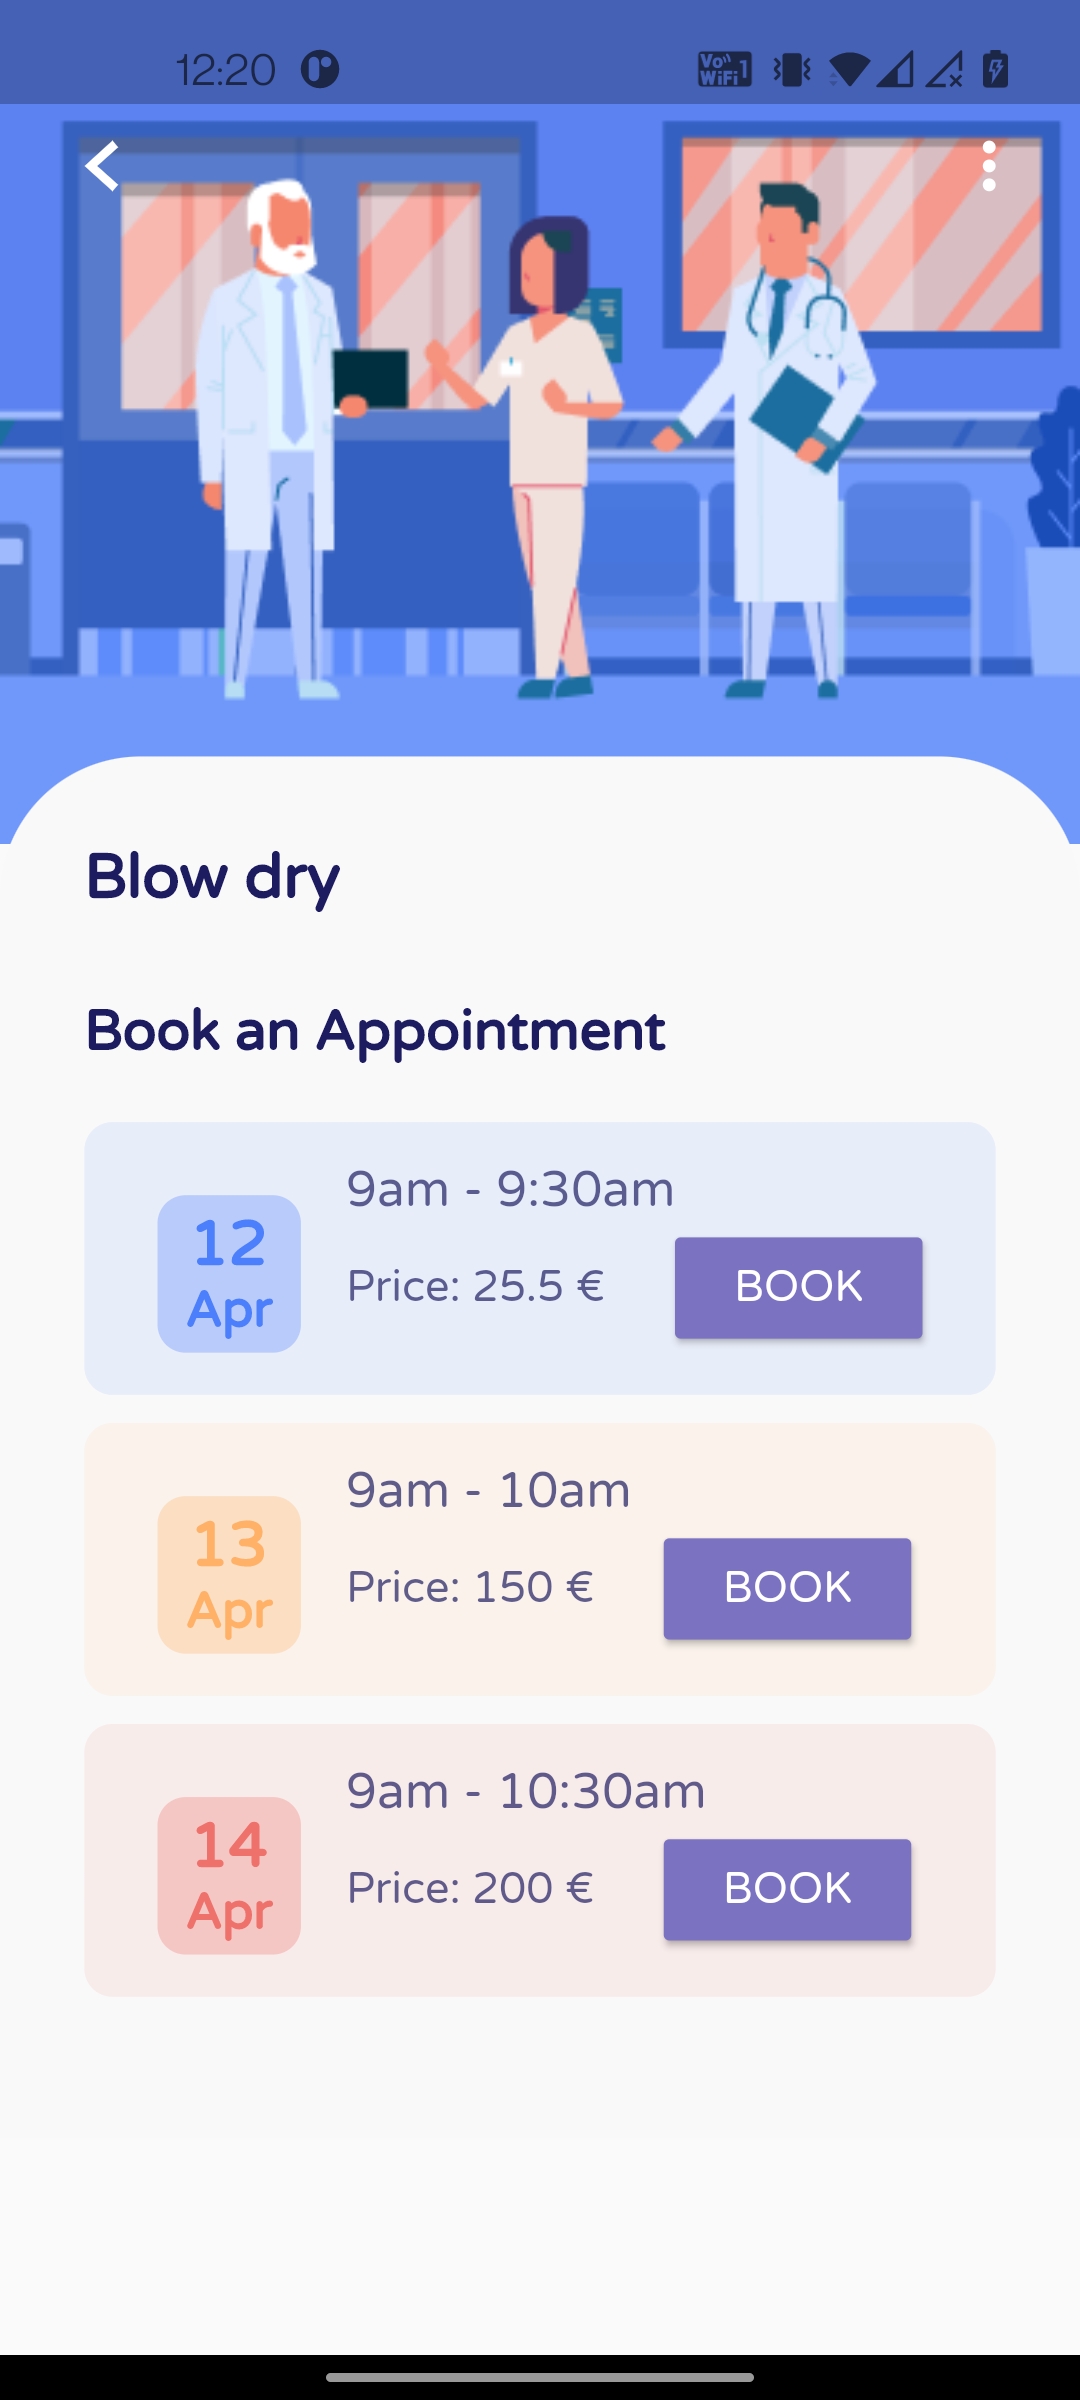 12:20
Vo WiFi 1
Blow dry
Book an Appointment
9am - 9:30am
12
Apr
Price: 25.5 €
BOOK
9am - 10am
13
Apr
Price: 150 €
BOOK
9am - 10:30am
14
Apr
Price: 200 €
BOOK